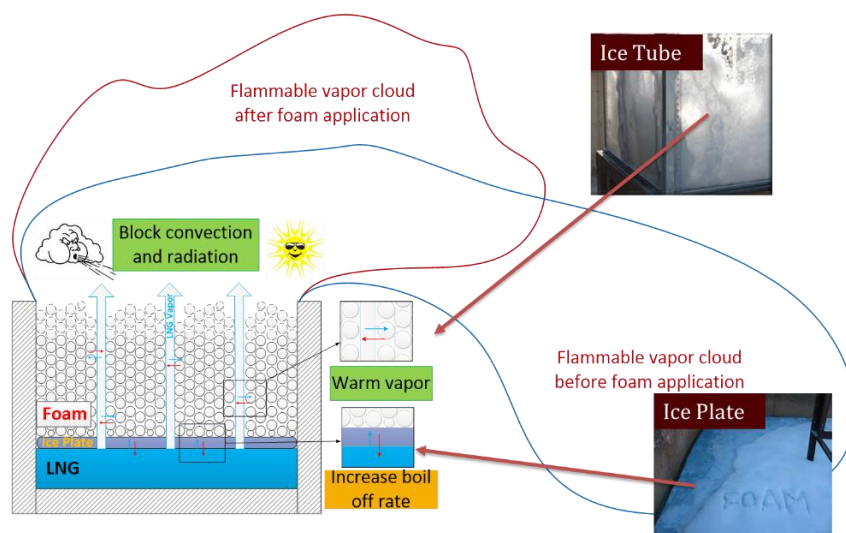 Ice Tube
Flammable vapor cloud
after foam application
Block convection
and radiation
LNG Vapor
Flammable vapor cloud
before foam application
Warm vapor
Foam
Ice Plate
Ice Plate
LNG
Increase boil
off rate
FOAM